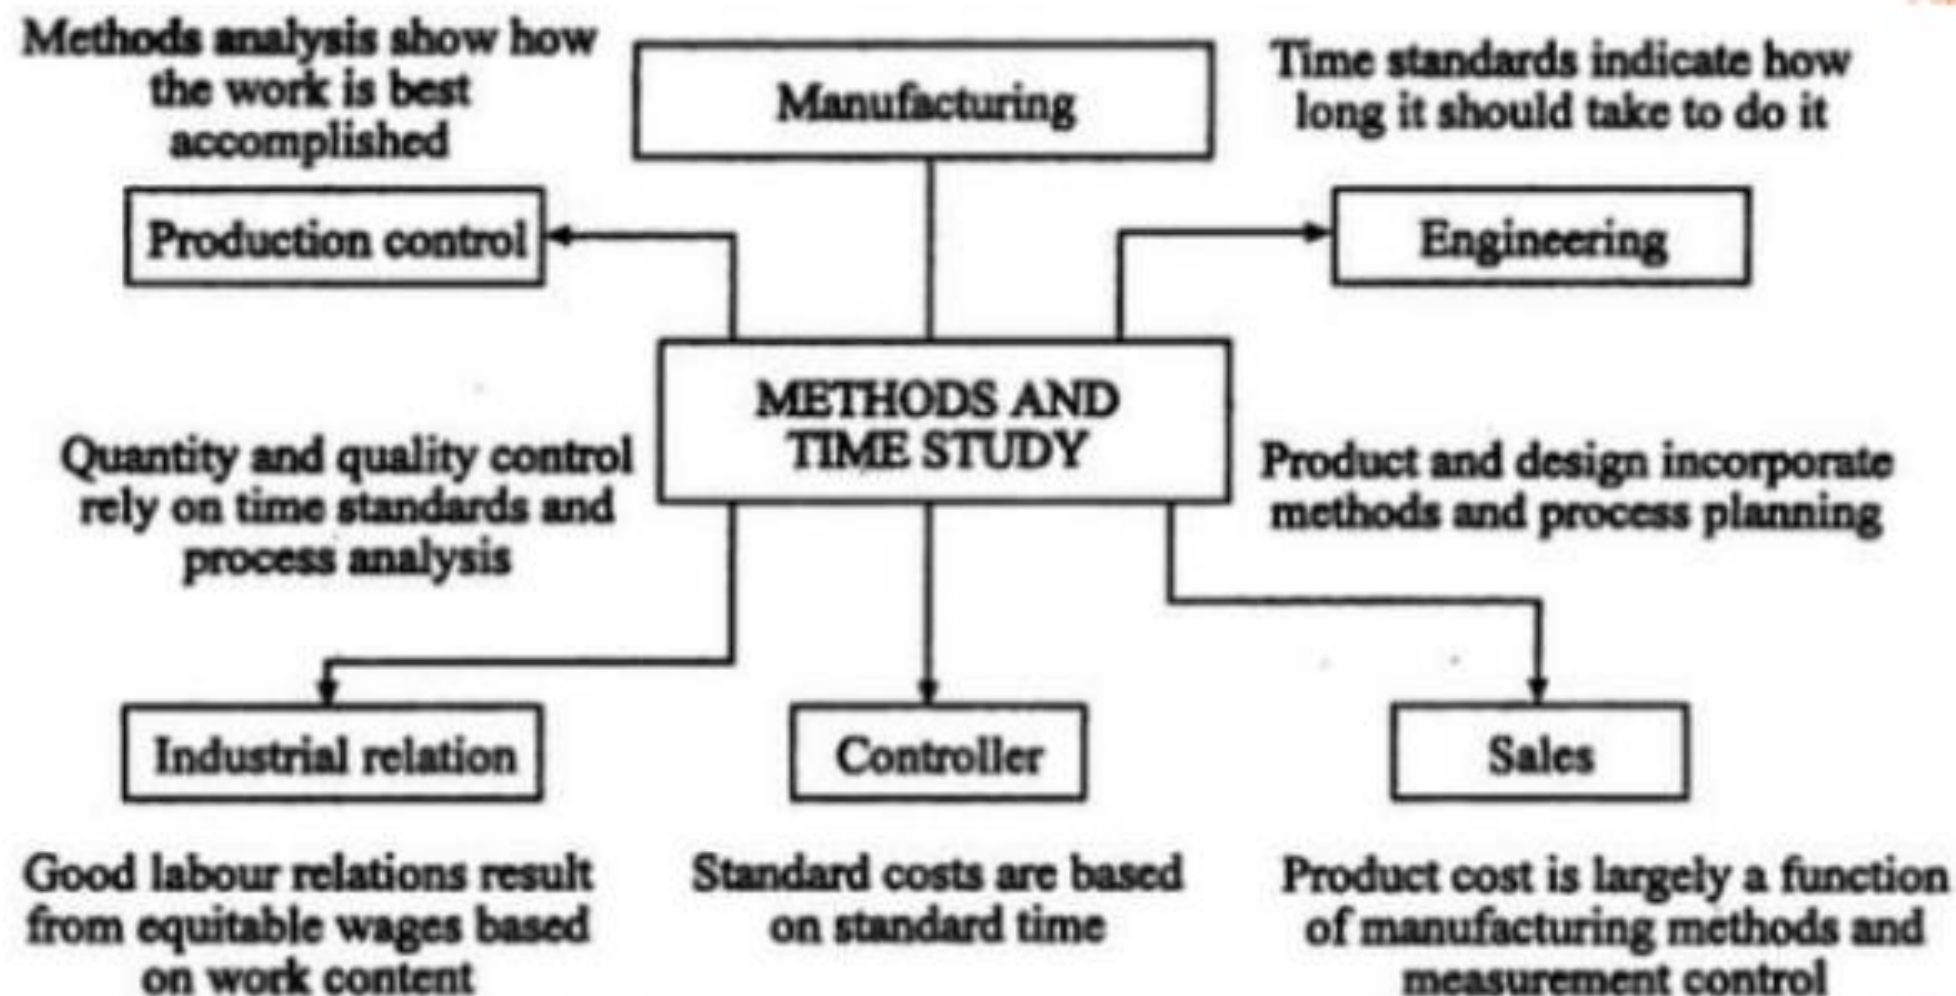 Methods analysis show how
the work is best
accomplished
Manufacturing
Time standards indicate how
long it should take to do it
Production control
Engineering
METHODS AND
TIME STUDY
Quantity and quality control
rely on time standards and
process analysis
Product and design incorporate
methods and process planning
Industrial relation
Controller
Sales
Good labour relations result
from equitable wages based
on work content
Standard costs are based
on standard time
Product cost is largely a function
of manufacturing methods and
measurement control